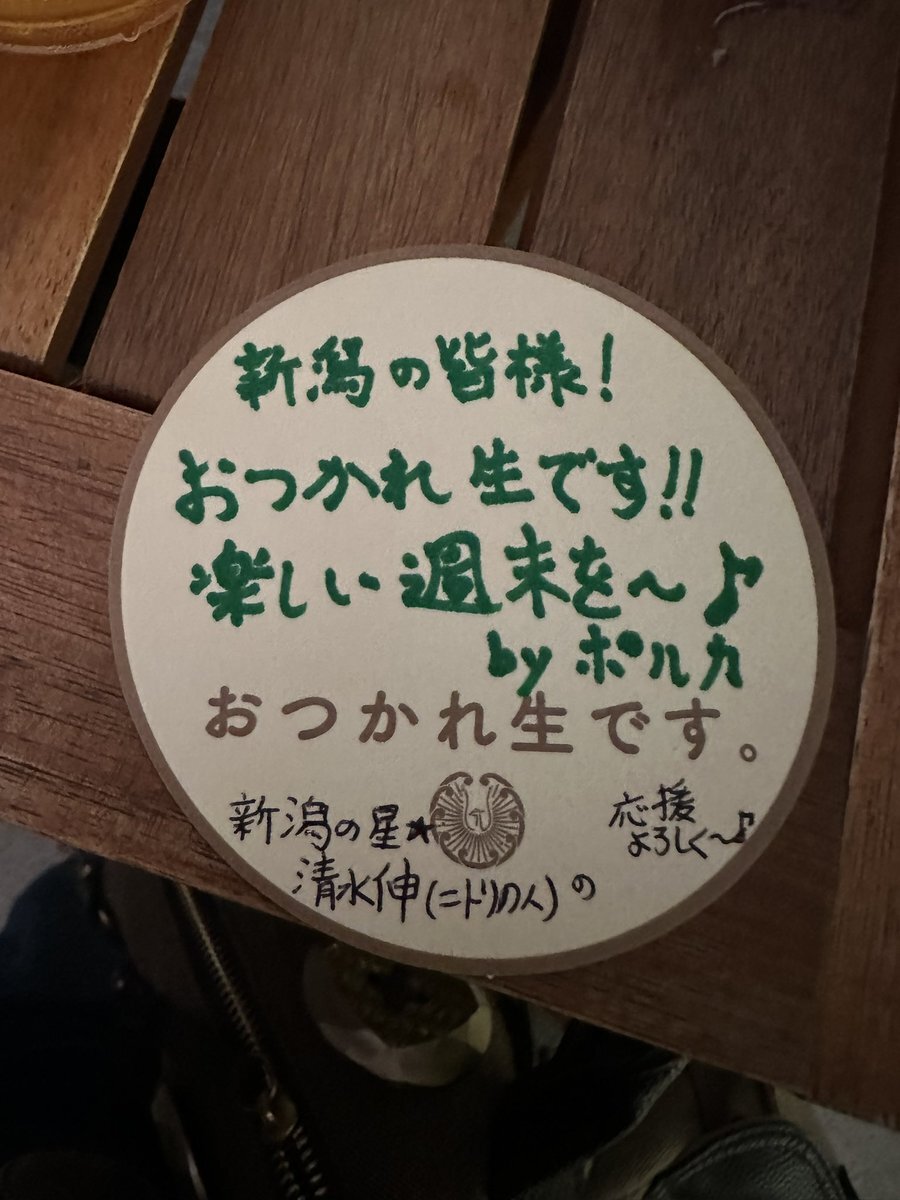 新潟の皆様!
おつかれ生です!!
楽しい週末を〜♪
by ポルカ
おつかれ生です。
新潟の星★
清水伸(ニトリの人)の
応援
よろしく〜♪